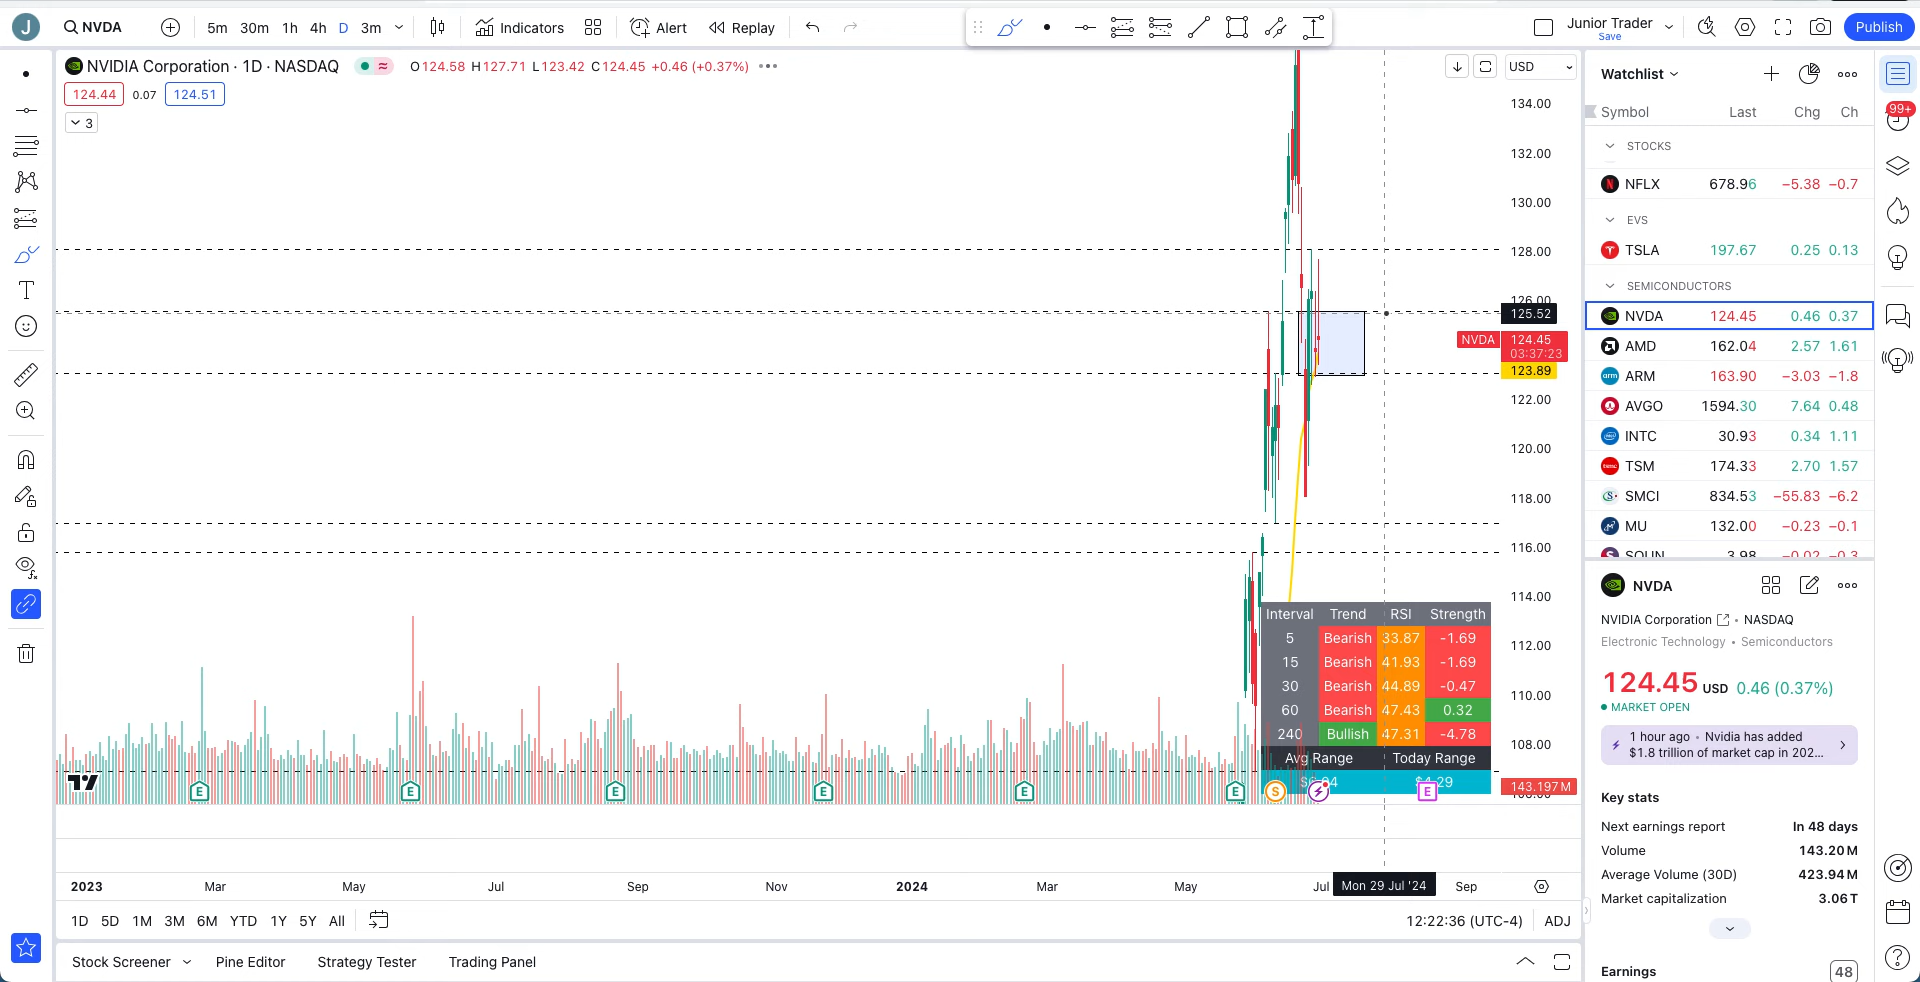 J NVDA 5m 30m 1h 4h D 3m Indicators Alert Replay Junior Trader Save Publish
NVIDIA Corporation · 1D · NASDAQ O124.58 H127.71 L123.42 C124.45 +0.46 (+0.37%) USD
124.44 0.07 124.51
3
134.00
132.00
130.00
128.00
126.00
125.52
NVDA 124.45
03:37:23
123.89
122.00
120.00
118.00
116.00
114.00
112.00
110.00
108.00
143.197M
Interval Trend RSI Strength
5 Bearish 33.87 -1.69
15 Bearish 41.93 -1.69
30 Bearish 44.89 -0.47
60 Bearish 47.43 0.32
240 Bullish 47.31 -4.78
Avg Range Today Range
E E E E E E S E
2023 Mar May Jul Sep Nov 2024 Mar May Jul Mon 29 Jul '24 Sep
1D 5D 1M 3M 6M YTD 1Y 5Y All 12:22:36 (UTC-4) ADJ
Stock Screener Pine Editor Strategy Tester Trading Panel
Watchlist
99+
Symbol Last Chg Ch
STOCKS
NFLX 678.96 −5.38 −0.7
EVS
TSLA 197.67 0.25 0.13
SEMICONDUCTORS
NVDA 124.45 0.46 0.37
AMD 162.04 2.57 1.61
arm ARM 163.90 −3.03 −1.8
AVGO 1594.30 7.64 0.48
INTC 30.93 0.34 1.11
TSM 174.33 2.70 1.57
SMCI 834.53 −55.83 −6.2
MU 132.00 −0.23 −0.1
SOUN 3.98 −0.02 −0.3
NVDA
NVIDIA Corporation • NASDAQ
Electronic Technology • Semiconductors
124.45 USD 0.46 (0.37%)
MARKET OPEN
1 hour ago • Nvidia has added
$1.8 trillion of market cap in 202...
Key stats
Next earnings report In 48 days
Volume 143.20M
Average Volume (30D) 423.94M
Market capitalization 3.06T
Earnings 48